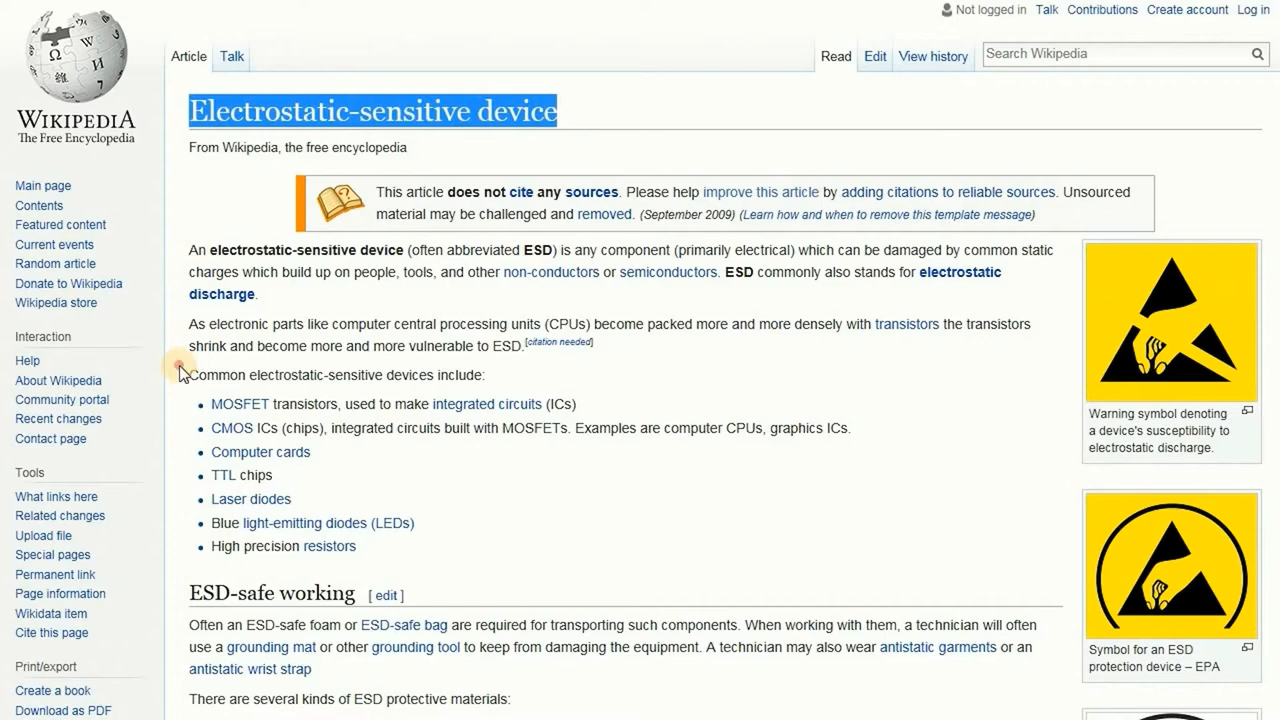 Not logged in Talk Contributions Create account Log in
Article Talk
Read Edit View history Search Wikipedia
WIKIPEDIA
The Free Encyclopedia
Main page
Contents
Featured content
Current events
Random article
Donate to Wikipedia
Wikipedia store
Interaction
Help
About Wikipedia
Community portal
Recent changes
Contact page
Tools
What links here
Related changes
Upload file
Special pages
Permanent link
Page information
Wikidata item
Cite this page
Print/export
Create a book
Download as PDF
Electrostatic-sensitive device
From Wikipedia, the free encyclopedia
This article does not cite any sources. Please help improve this article by adding citations to reliable sources. Unsourced
material may be challenged and removed. (September 2009) (Learn how and when to remove this template message)
An electrostatic-sensitive device (often abbreviated ESD) is any component (primarily electrical) which can be damaged by common static
charges which build up on people, tools, and other non-conductors or semiconductors. ESD commonly also stands for electrostatic
discharge.
As electronic parts like computer central processing units (CPUs) become packed more and more densely with transistors the transistors
shrink and become more and more vulnerable to ESD.[citation needed]
Common electrostatic-sensitive devices include:
• MOSFET transistors, used to make integrated circuits (ICs)
• CMOS ICs (chips), integrated circuits built with MOSFETs. Examples are computer CPUs, graphics ICs.
• Computer cards
• TTL chips
• Laser diodes
• Blue light-emitting diodes (LEDs)
• High precision resistors
ESD-safe working [ edit ]
Often an ESD-safe foam or ESD-safe bag are required for transporting such components. When working with them, a technician will often
use a grounding mat or other grounding tool to keep from damaging the equipment. A technician may also wear antistatic garments or an
antistatic wrist strap
There are several kinds of ESD protective materials:
Warning symbol denoting
a device's susceptibility to
electrostatic discharge.
Symbol for an ESD
protection device – EPA